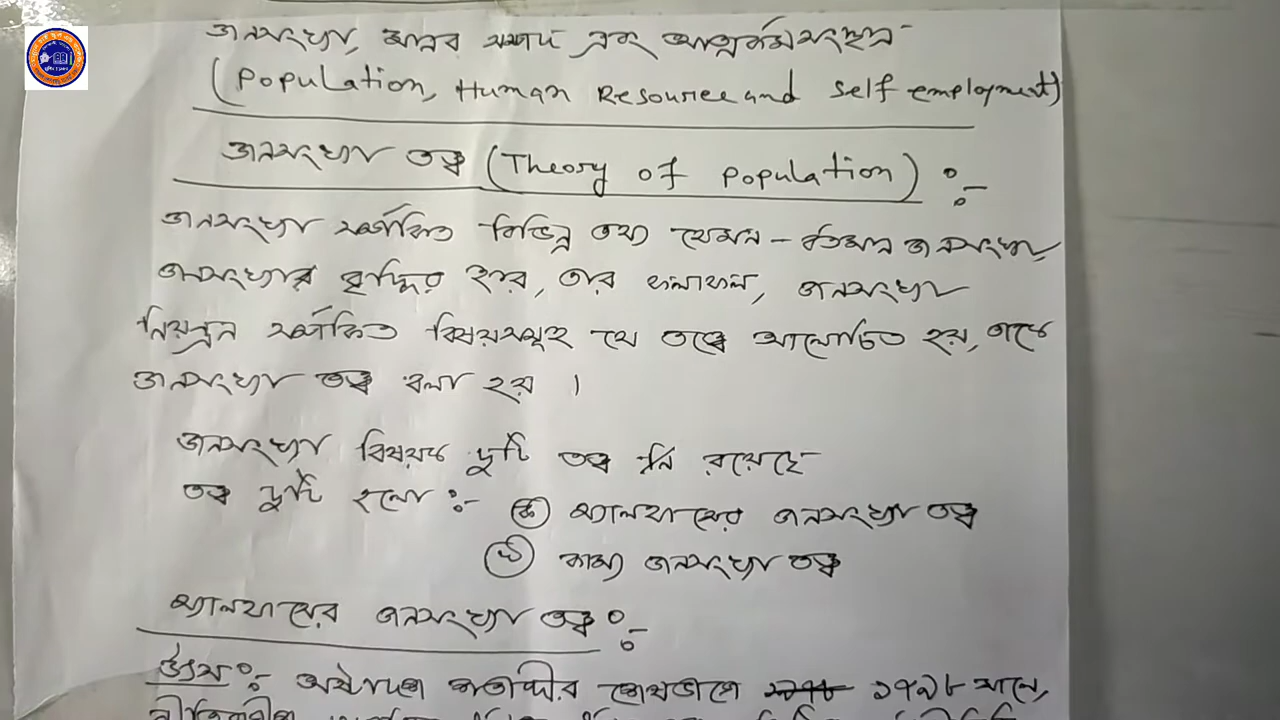 জনসংখ্যা, মানব সম্পদ এবং আত্মকর্মসংস্থান
(Population, Human Resource and Self employment)
জনসংখ্যা তত্ত্ব (Theory of population) :-
জনসংখ্যা সম্পর্কিত বিভিন্ন তথ্য যেমন - বর্তমান জনসংখ্যা,
জনসংখ্যার বৃদ্ধির হার, তার ফলাফল, জনসংখ্যা
নিয়ন্ত্রন সম্পর্কিত বিষয়সমূহ যে তত্ত্বে আলোচিত হয়, তাকে
জনসংখ্যা তত্ত্ব বলা হয় ।
জনসংখ্যা বিষয়ে দুটি তত্ত্ব রয়েছে
তত্ত্ব দুটি হলো :- (ক) ম্যালথাসের জনসংখ্যা তত্ত্ব
(খ) কাম্য জনসংখ্যা তত্ত্ব
ম্যালথাসের জনসংখ্যা তত্ত্ব :-
উৎস :- অষ্টাদশ শতাব্দীর শেষভাগে ১৭৯৮ সালে,